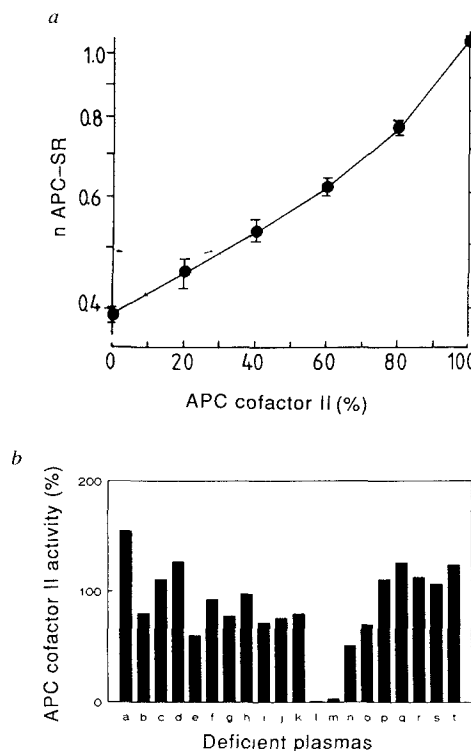 a
n APC-SR
1.0
0.8
0.6
0.4
0 20 40 60 80 100
APC cofactor II (%)
b
APC cofactor II activity (%)
200
100
0
a b c d e f g h i j k l m n o p q r s t
Deficient plasmas